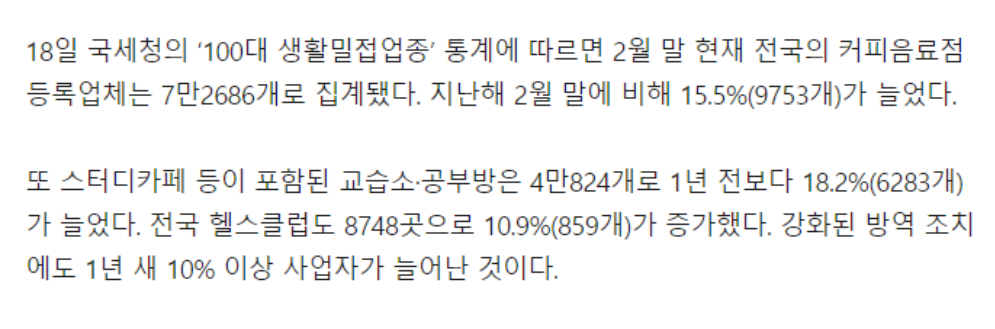 18일 국세청의 ‘100대 생활밀접업종’ 통계에 따르면 2월 말 현재 전국의 커피음료점
등록업체는 7만2686개로 집계됐다. 지난해 2월 말에 비해 15.5%(9753개)가 늘었다.
또 스터디카페 등이 포함된 교습소·공부방은 4만824개로 1년 전보다 18.2%(6283개)
가 늘었다. 전국 헬스클럽도 8748곳으로 10.9%(859개)가 증가했다. 강화된 방역 조치
에도 1년 새 10% 이상 사업자가 늘어난 것이다.